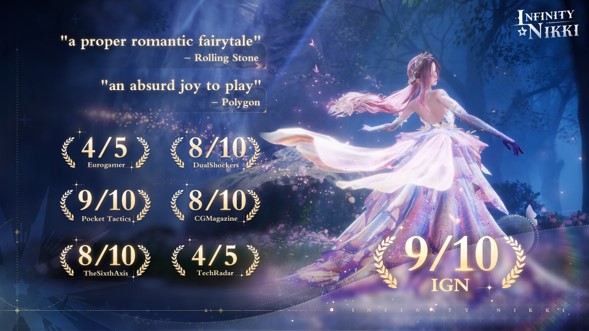 INFINITY
NIKKI
"a proper romantic fairytale"
– Rolling Stone
"an absurd joy to play"
– Polygon
4/5
Eurogamer
8/10
DualShockers
9/10
Pocket Tactics
8/10
CGMagazine
8/10
TheSixthAxis
4/5
TechRadar
9/10
IGN
INFINITY NIKKI